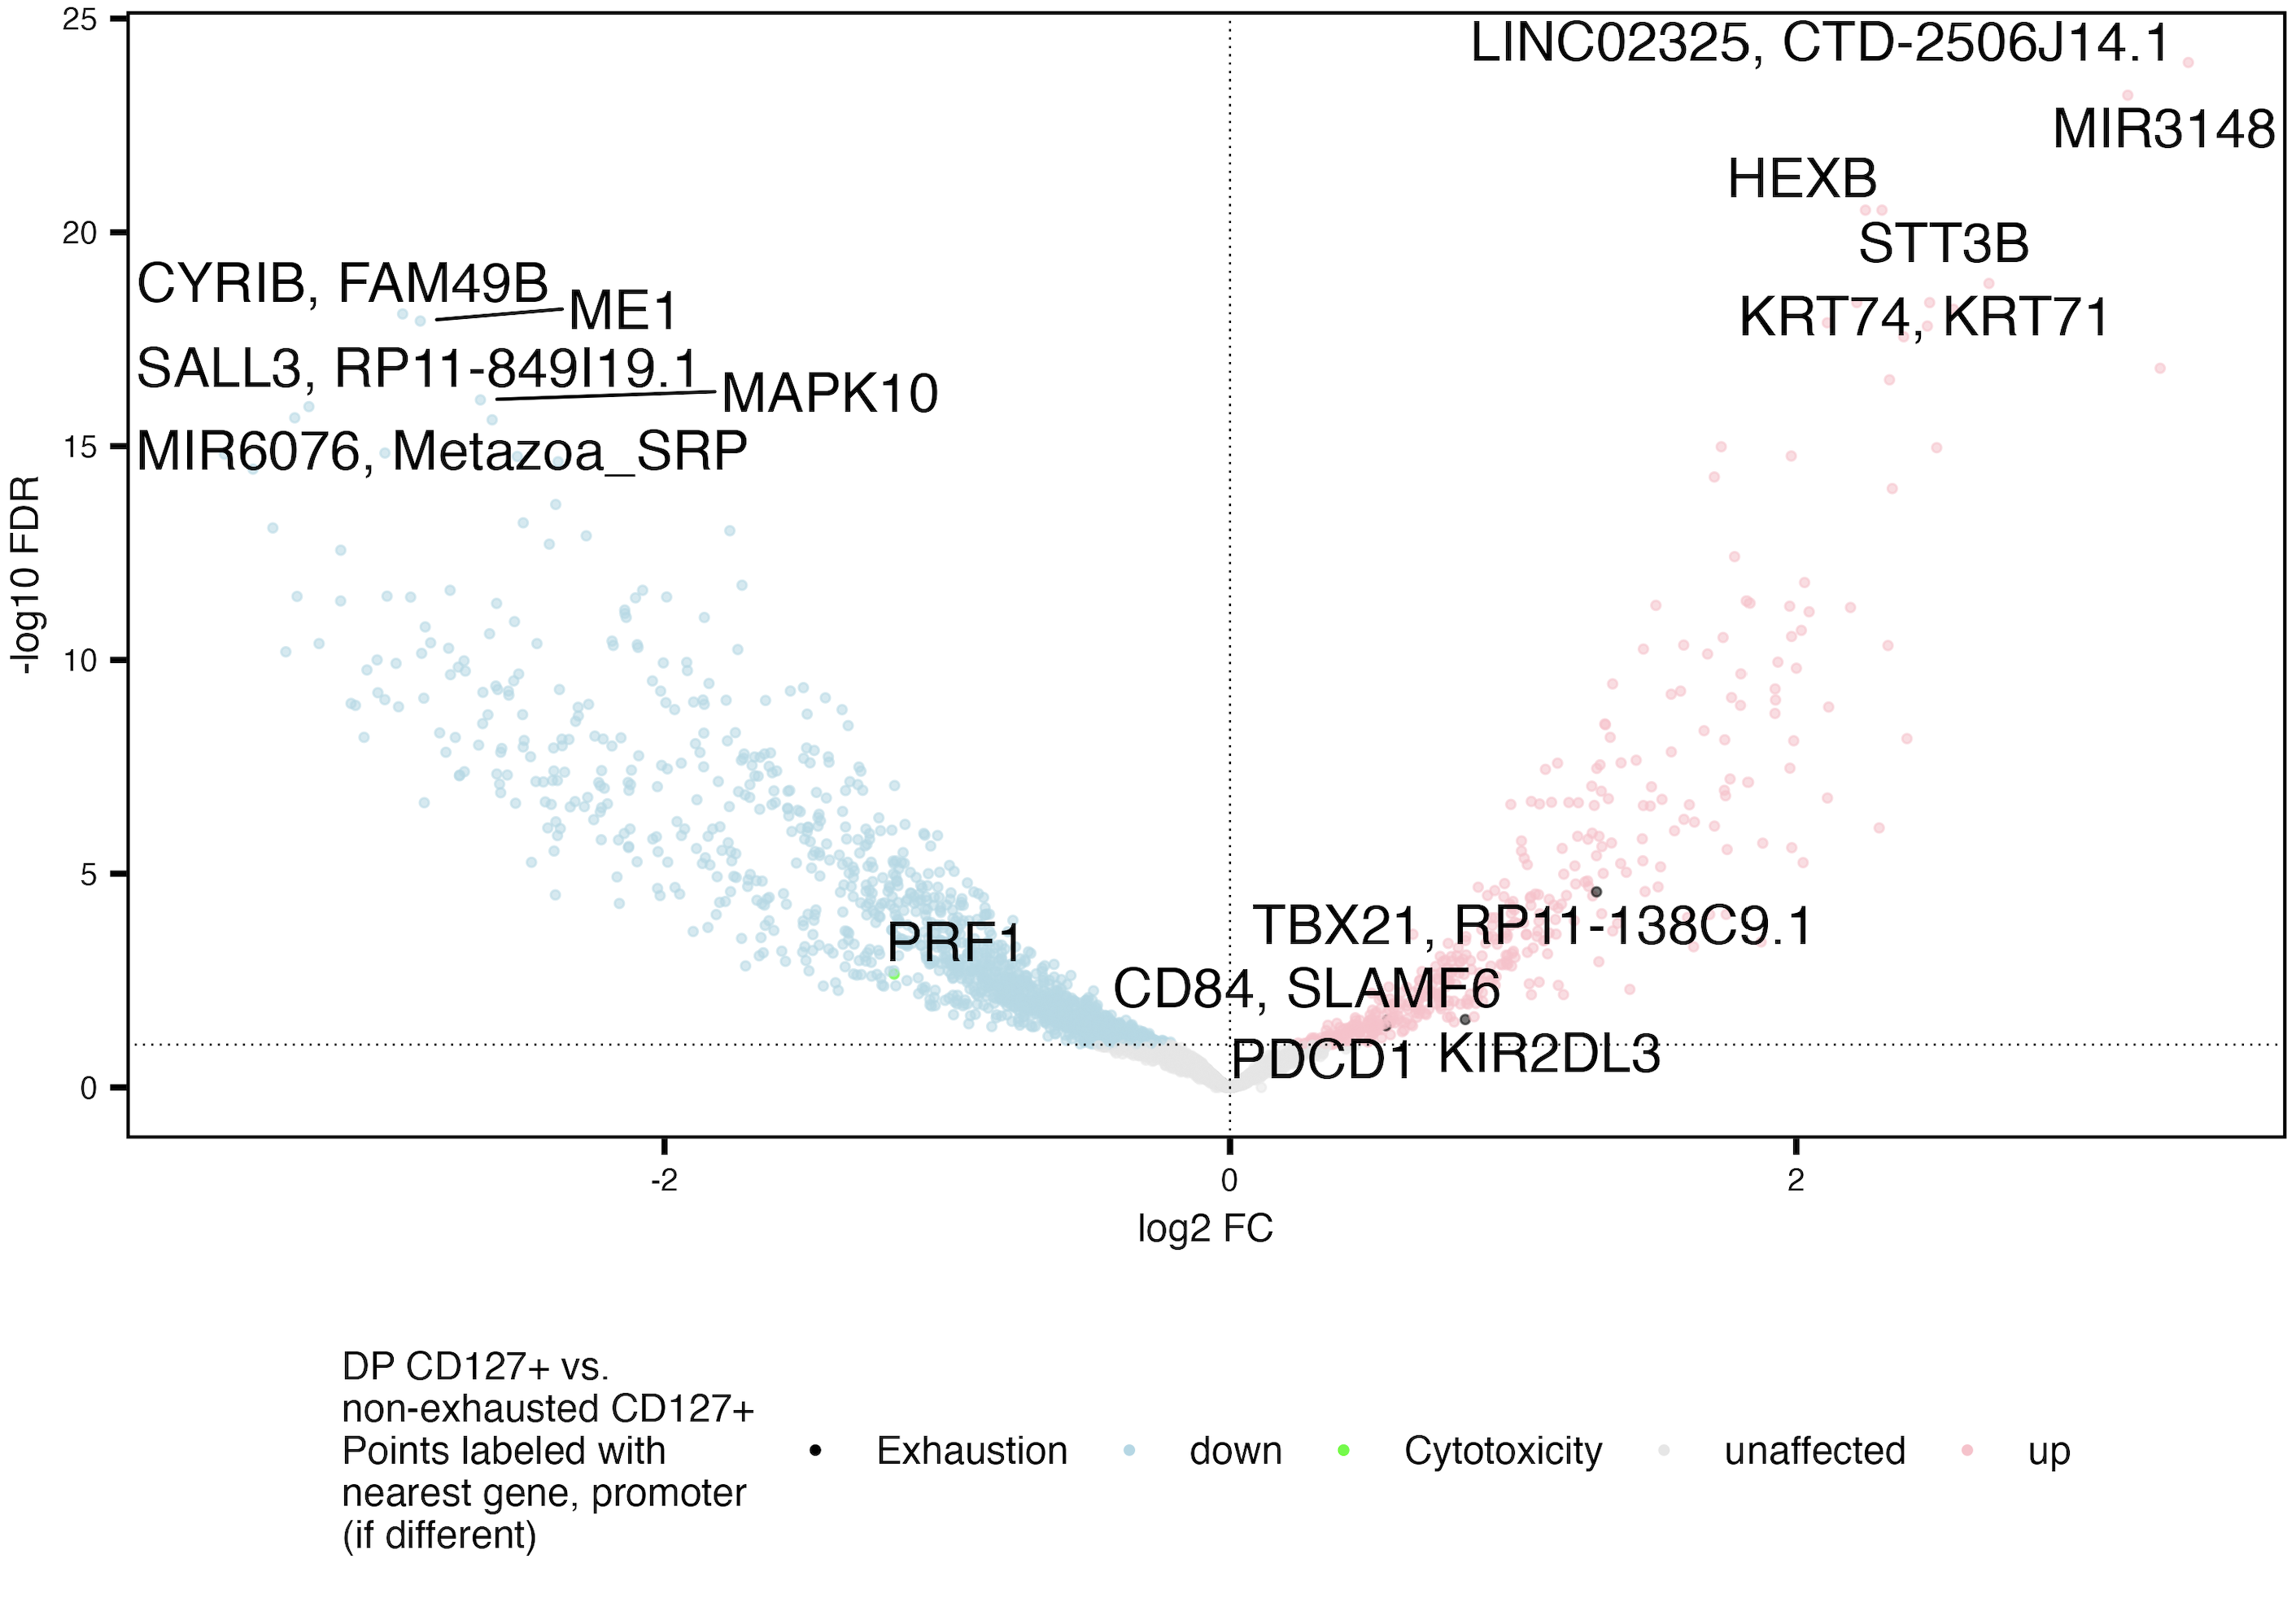 25
LINC02325, CTD-2506J14.1
MIR3148
HEXB
20
STT3B
CYRIB, FAM49B
ME1
KRT74, KRT71
SALL3, RP11-849I19.1
MAPK10
15
MIR6076, Metazoa_SRP
-log10 FDR
10
5
PRF1
TBX21, RP11-138C9.1
CD84, SLAMF6
PDCD1
KIR2DL3
0
-2
0
2
log2 FC
DP CD127+ vs.
non-exhausted CD127+
Points labeled with
nearest gene, promoter
(if different)
Exhaustion
down
Cytotoxicity
unaffected
up